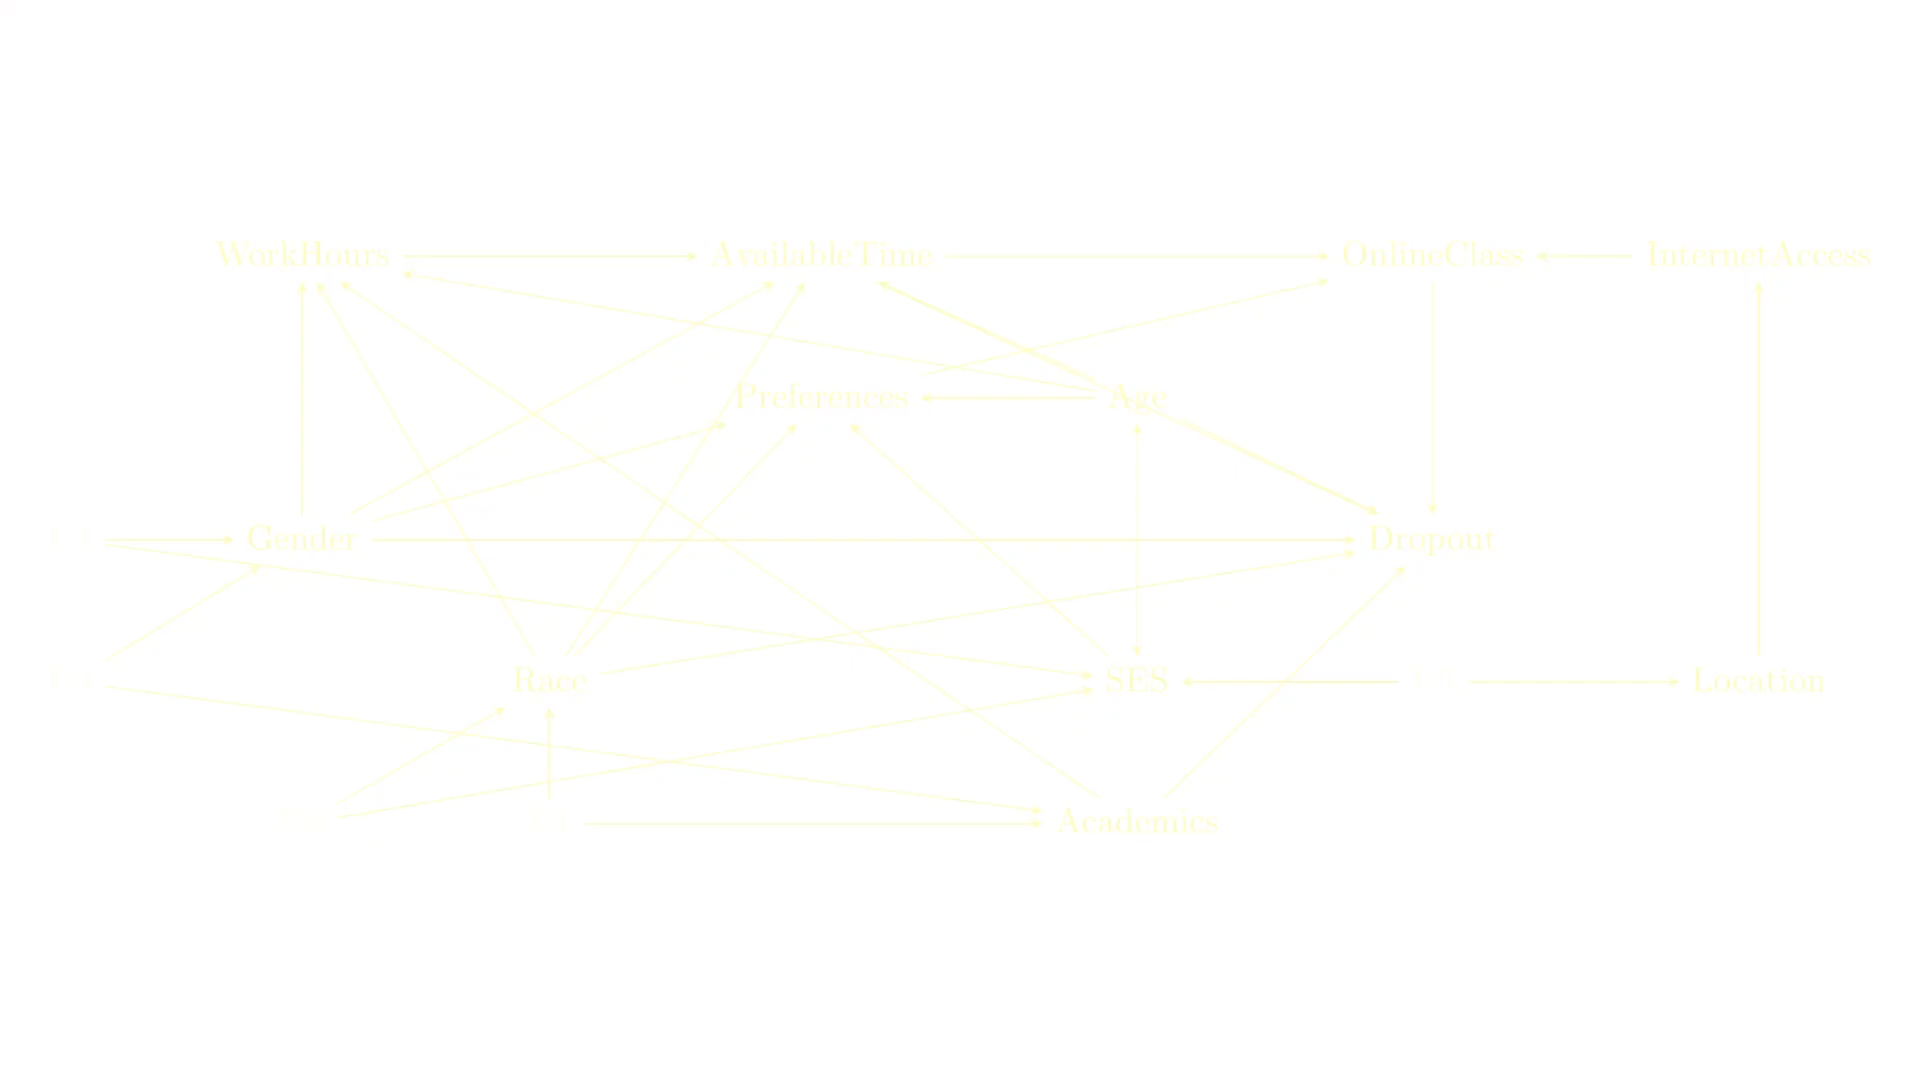 WorkHours AvailableTime OnlineClass InternetAccess
Preferences Age
Gender Dropout
Race SES Location
Academics